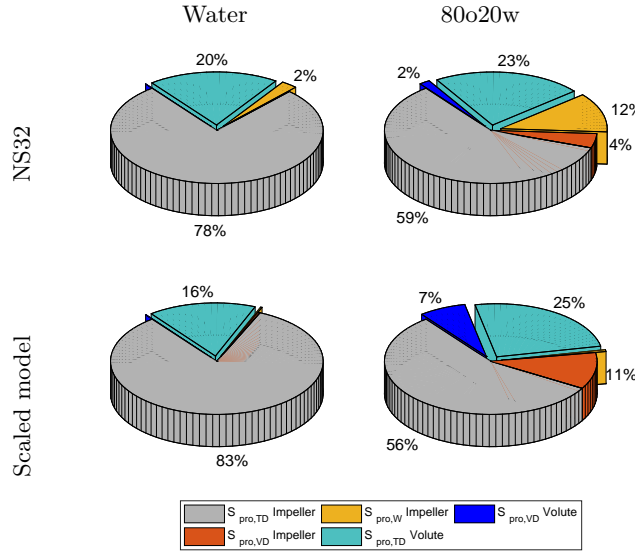 Water 80o20w
20% 23%
2% 2%
12%
4%
NS32
59%
78%
16% 7% 25%
11%
Scaled model
56%
83%
S pro,TD Impeller S pro,W Impeller S pro,VD Volute
S pro,VD Impeller S pro,TD Volute